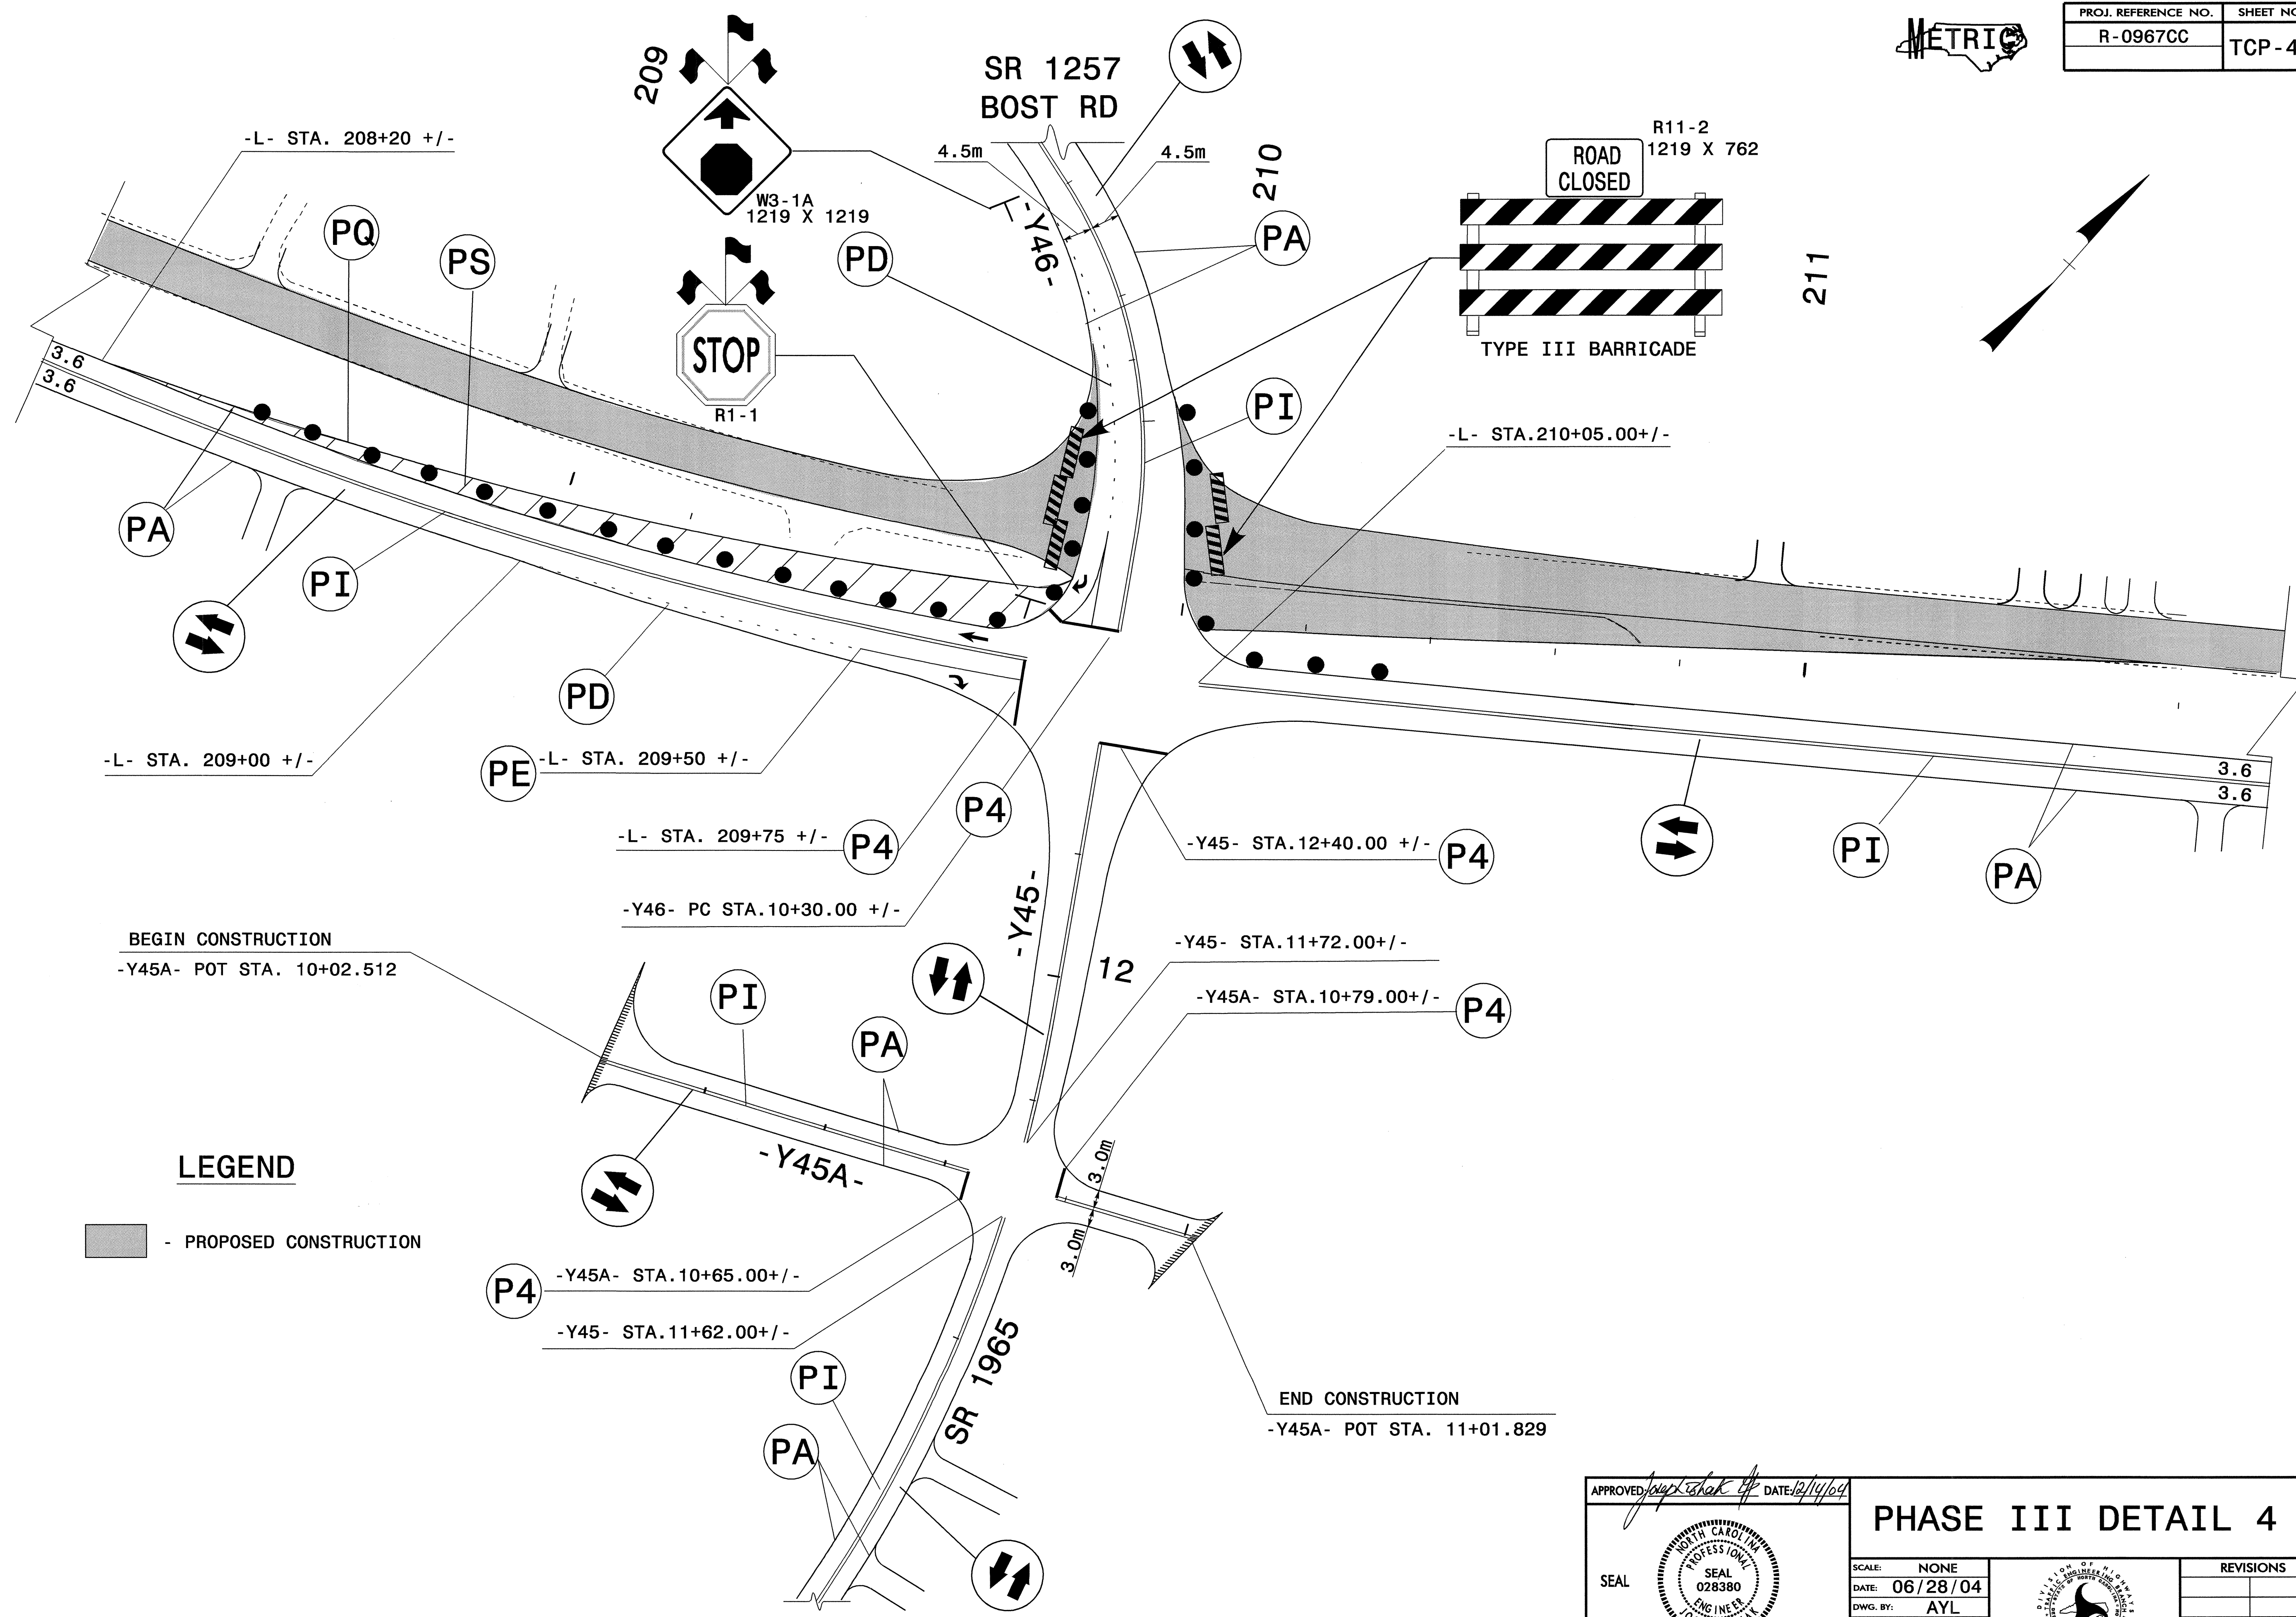 METRIC
PROJ. REFERENCE NO.
SHEET NO
R-0967CC
TCP-4
209
SR 1257
BOST RD
-L- STA. 208+20 +/-
W3-1A
1219 X 1219
4.5m
4.5m
210
-Y46-
R11-2
1219 X 762
ROAD
CLOSED
TYPE III BARRICADE
211
PQ
PS
PD
PA
STOP
R1-1
PI
3.6
3.6
-L- STA.210+05.00+/-
PA
PI
PD
-L- STA. 209+00 +/-
PE
-L- STA. 209+50 +/-
P4
-L- STA. 209+75 +/-
P4
-Y46- PC STA.10+30.00 +/-
-Y45- STA.12+40.00 +/-
P4
3.6
3.6
PI
PA
-Y45-
12
BEGIN CONSTRUCTION
-Y45A- POT STA. 10+02.512
-Y45- STA.11+72.00+/-
-Y45A- STA.10+79.00+/-
P4
PI
PA
-Y45A-
3.0m
3.0m
LEGEND
- PROPOSED CONSTRUCTION
P4
-Y45A- STA.10+65.00+/-
-Y45- STA.11+62.00+/-
PI
SR 1965
PA
END CONSTRUCTION
-Y45A- POT STA. 11+01.829
APPROVED:
DATE: 12/14/04
SEAL
NORTH CAROLINA
PROFESSIONAL
SEAL
028380
ENGINEER
PHASE III DETAIL 4
SCALE: NONE
DATE: 06/28/04
DWG. BY: AYL
DIVISION OF HIGHWAYS
REVISIONS